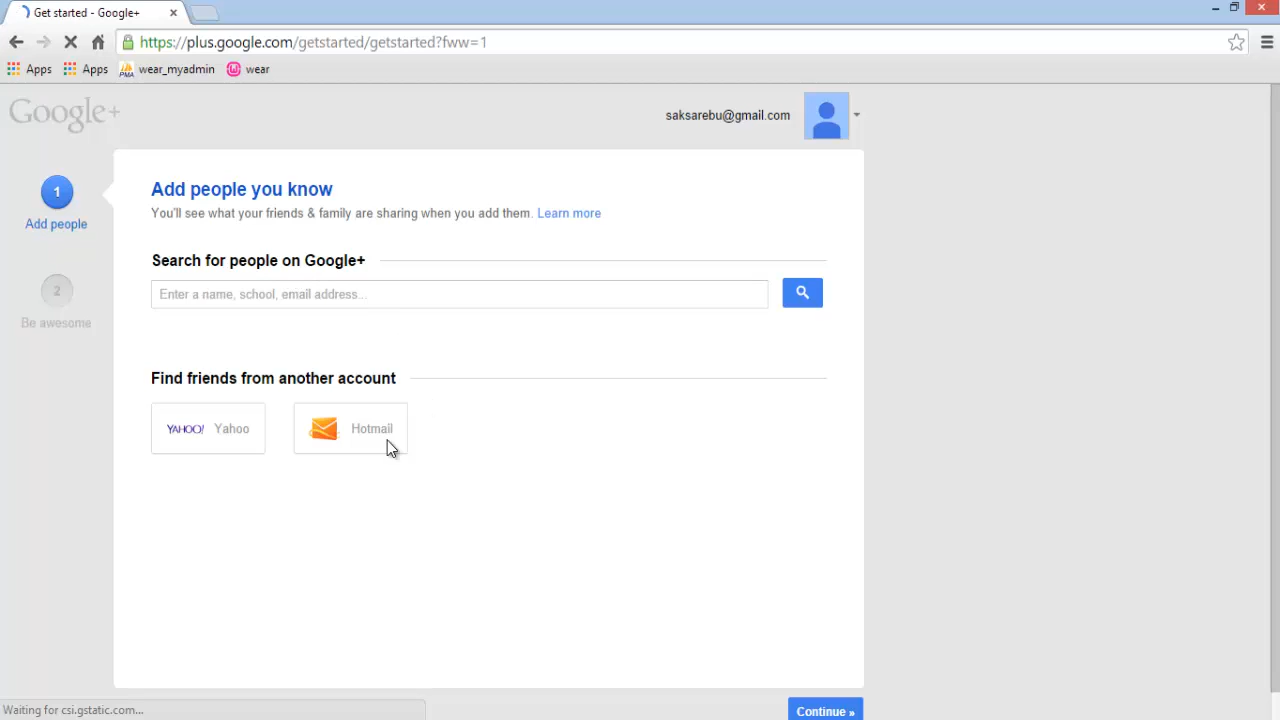 Get started - Google+
https://plus.google.com/getstarted/getstarted?fww=1
Apps Apps PMA wear_myadmin wear
Google+
saksarebu@gmail.com
1
Add people
2
Be awesome
Add people you know
You'll see what your friends & family are sharing when you add them. Learn more
Search for people on Google+
Enter a name, school, email address...
Find friends from another account
YAHOO! Yahoo
Hotmail
Waiting for csi.gstatic.com...
Continue »